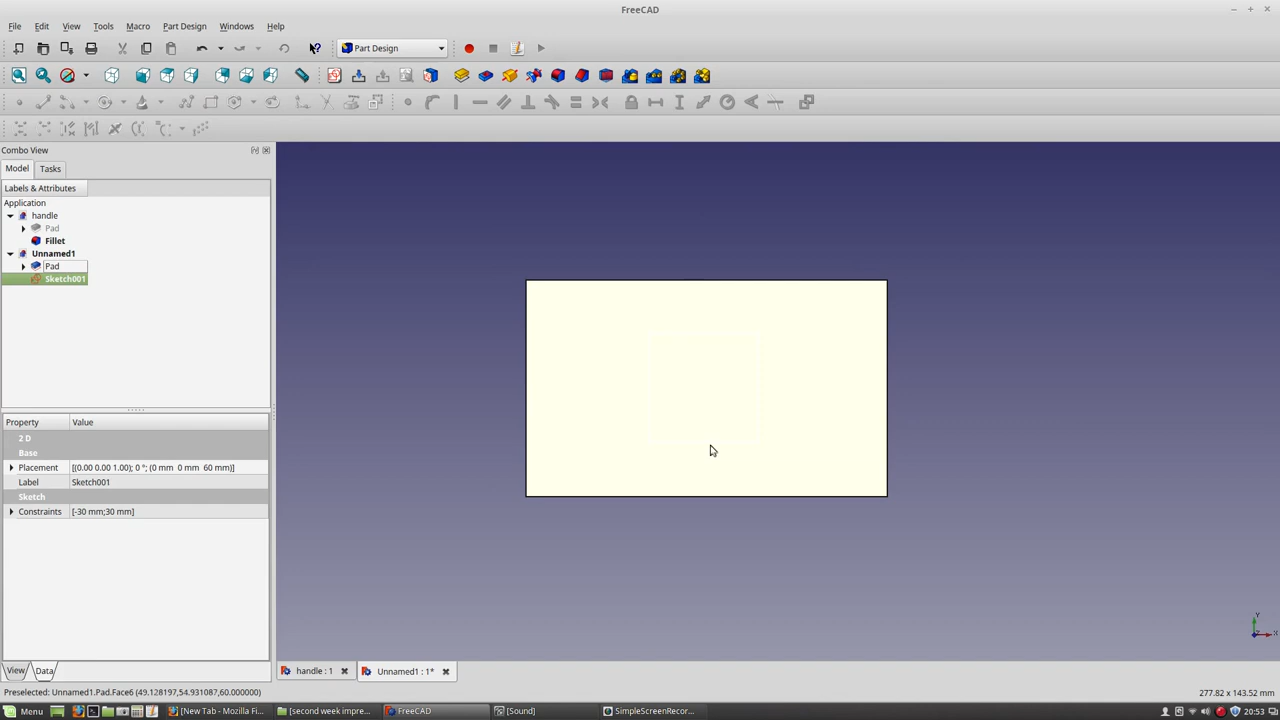 FreeCAD
File Edit View Tools Macro Part Design Windows Help
Part Design
Combo View
Model Tasks
Labels & Attributes
Application
handle
Pad
Fillet
Unnamed1
Pad
Sketch001
Property Value
2 D
Base
Placement [(0.00 0.00 1.00); 0 °; (0 mm 0 mm 60 mm)]
Label Sketch001
Sketch
Constraints [-30 mm;30 mm]
Y
X
View Data
handle : 1 Unnamed1 : 1*
Preselected: Unnamed1.Pad.Face6 (49.128197,54.931087,60.000000) 277.82 x 143.52 mm
Menu [New Tab - Mozilla Fi... [second week impre... FreeCAD [Sound] SimpleScreenRecor... 20:53